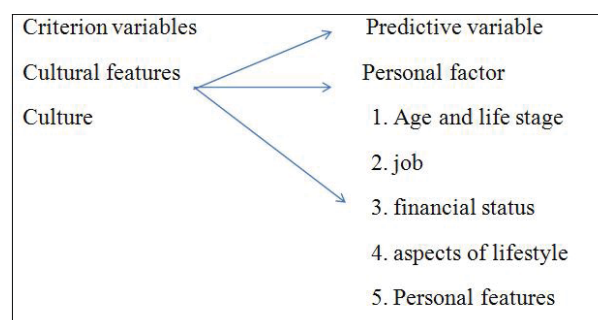 Criterion variables
Cultural features
Culture
Predictive variable
Personal factor
1. Age and life stage
2. job
3. financial status
4. aspects of lifestyle
5. Personal features